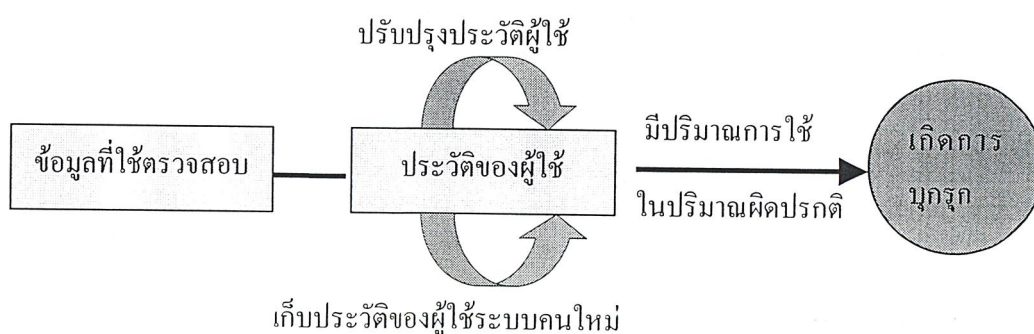 ปรับปรุงประวัติผู้ใช้
ข้อมูลที่ใช้ตรวจสอบ
ประวัติของผู้ใช้
มีปริมาณการใช้
ในปริมาณผิดปรกติ
เกิดการ
บุกรุก
เก็บประวัติของผู้ใช้ระบบคนใหม่